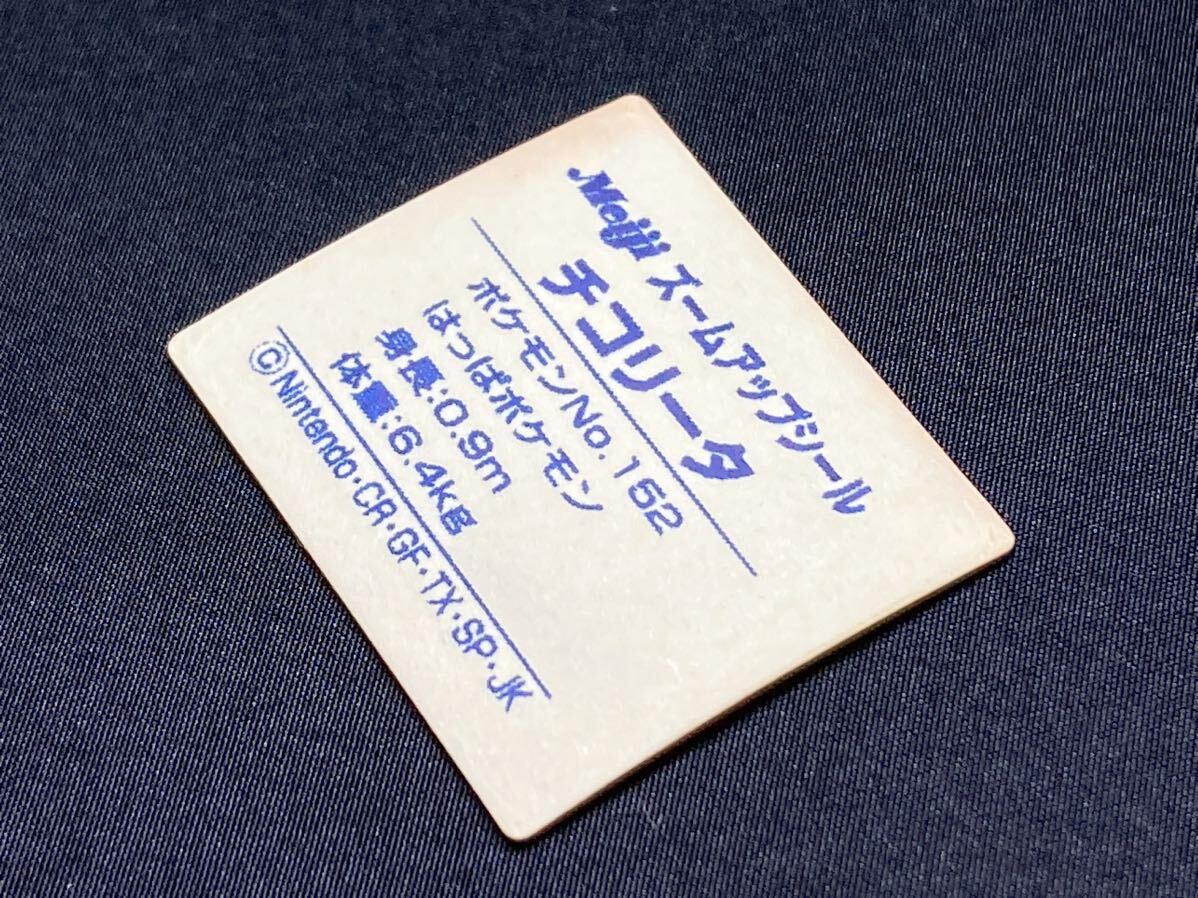 Meiji ズームアップシール
チコリータ
ポケモンNo.152
はっぱポケモン
身長:0.9m
体重:6.4kg
©Nintendo・CR・GF・TX・SP・JK